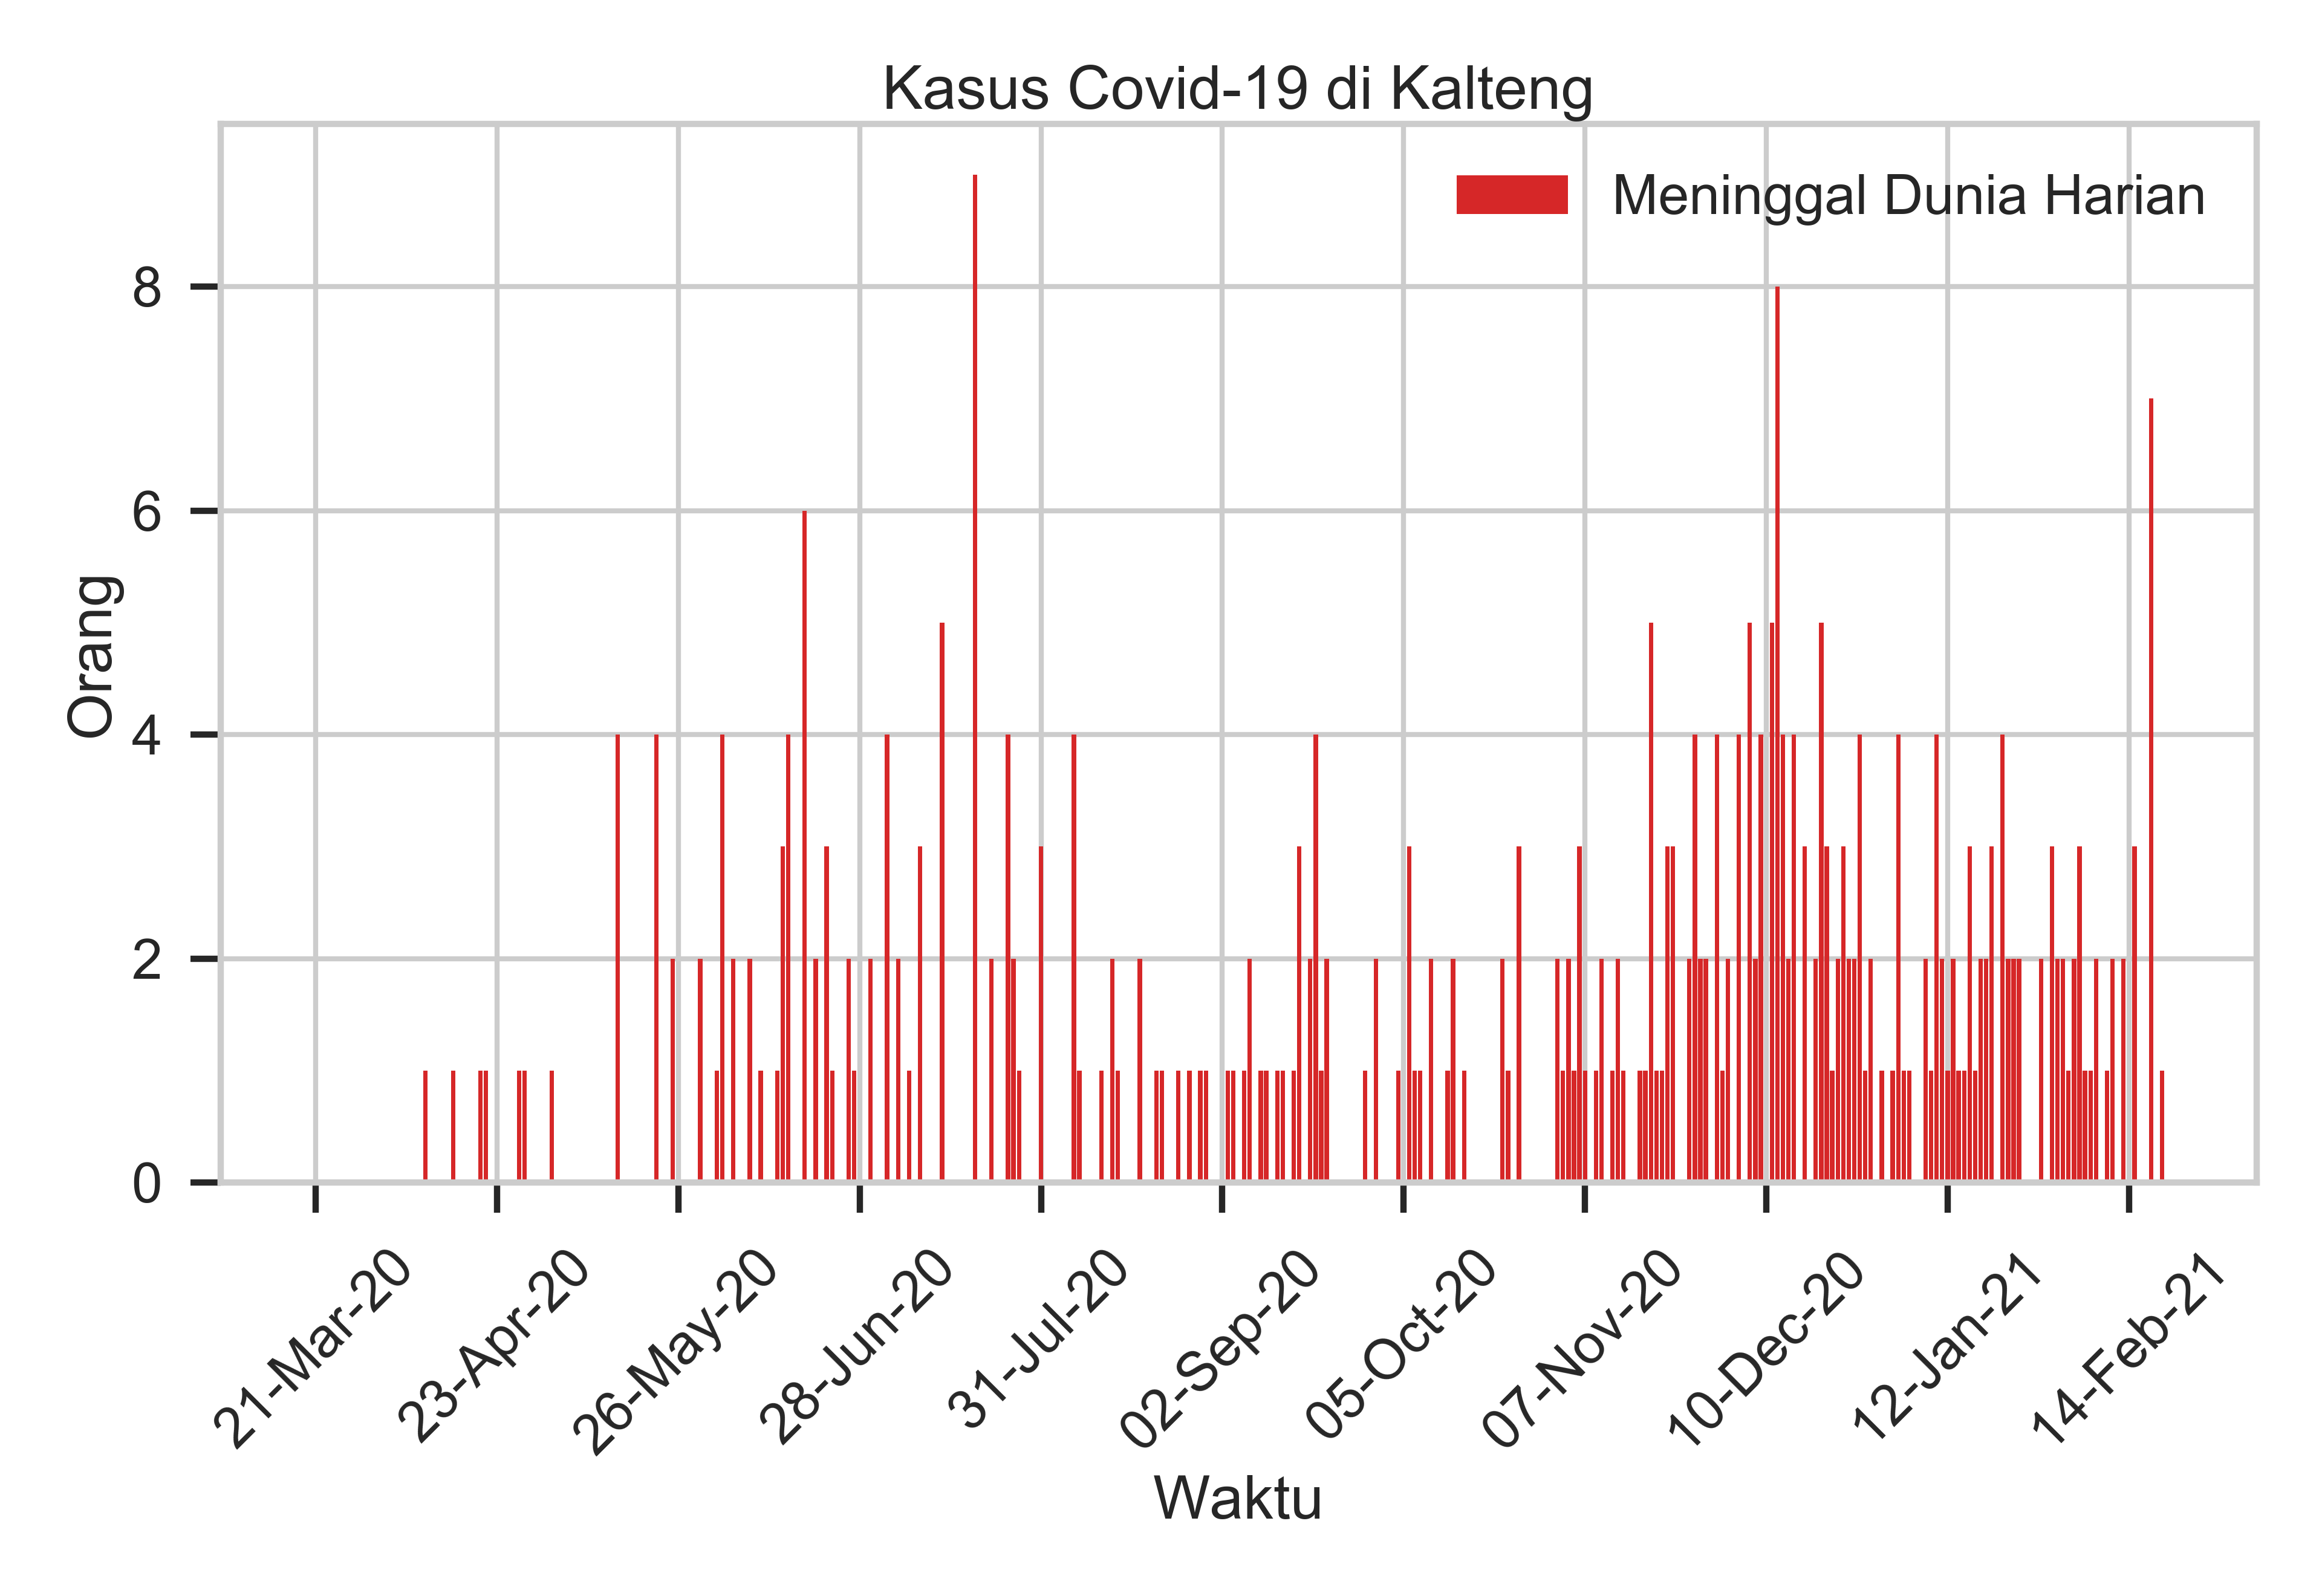 Kasus Covid-19 di Kalteng
Meninggal Dunia Harian
Orang
8
6
4
2
0
21-Mar-20
23-Apr-20
26-May-20
28-Jun-20
31-Jul-20
02-Sep-20
05-Oct-20
07-Nov-20
10-Dec-20
12-Jan-21
14-Feb-21
Waktu